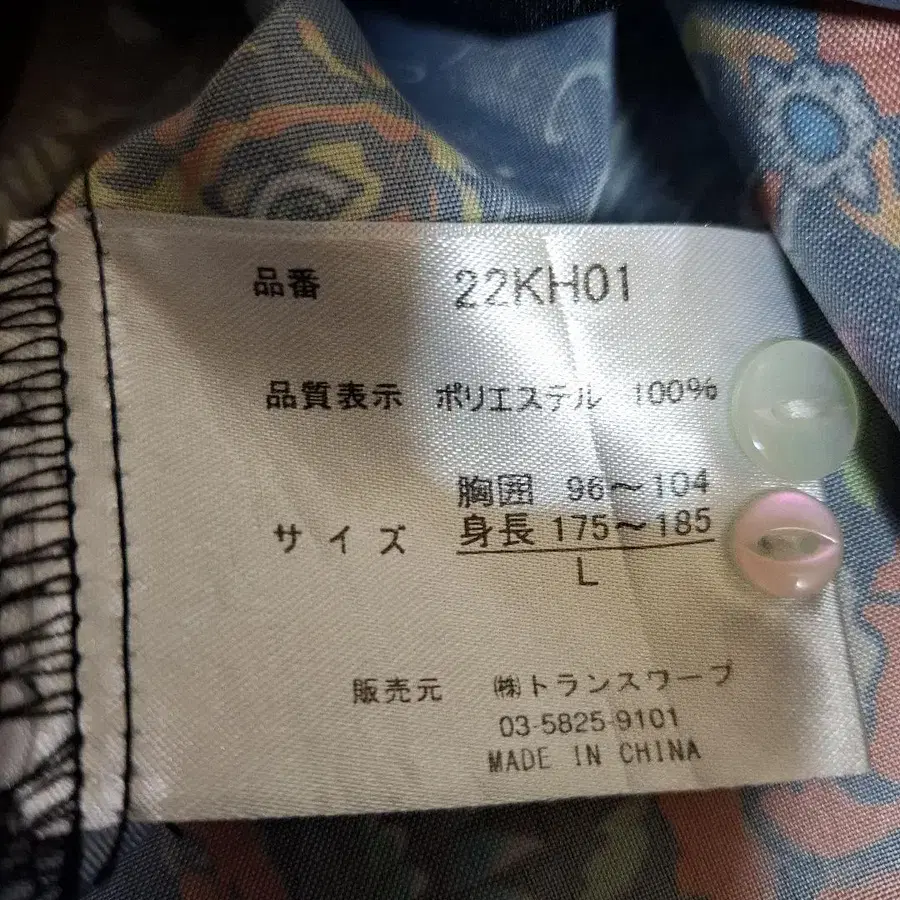 品番 22KH01
品質表示 ポリエステル 100%
胸囲 96〜104
サイズ 身長 175〜185
L
販売元 ㈱トランスワープ
03-5825-9101
MADE IN CHINA